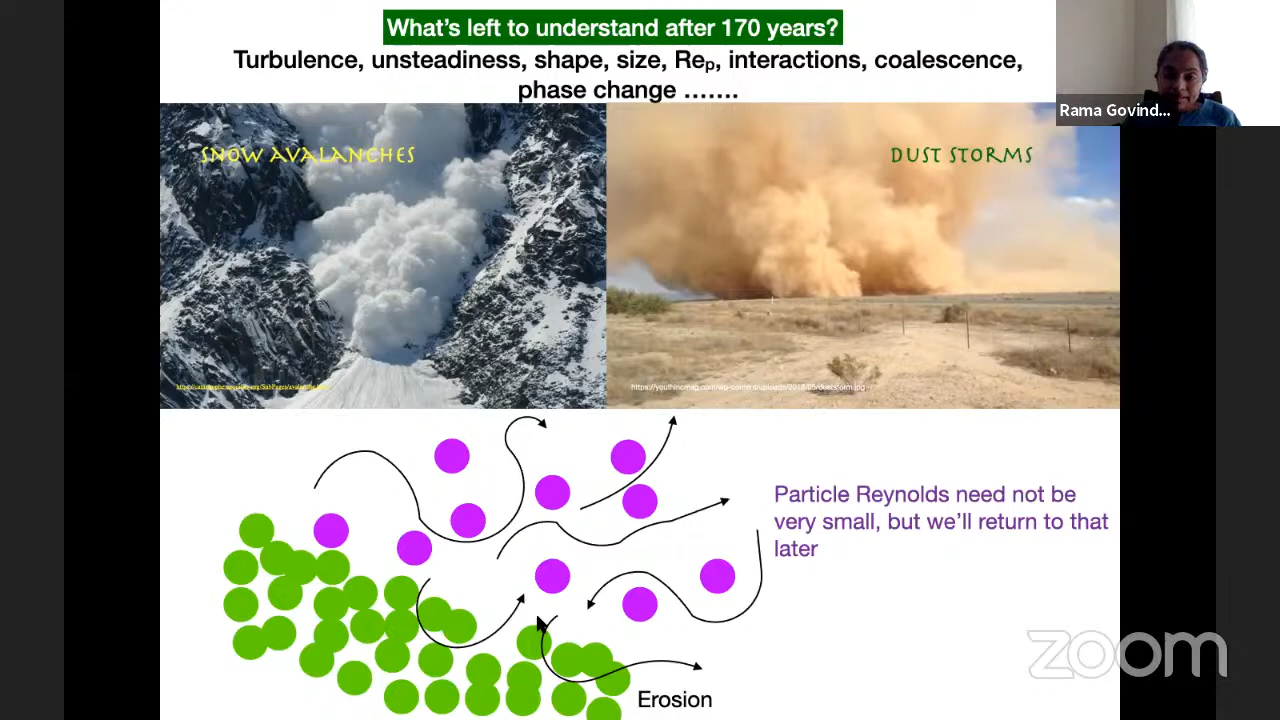 What's left to understand after 170 years?
Turbulence, unsteadiness, shape, size, Reₚ, interactions, coalescence,
phase change .......
Rama Govind...
SNOW AVALANCHES
DUST STORMS
Particle Reynolds need not be
very small, but we'll return to that
later
zoom
Erosion